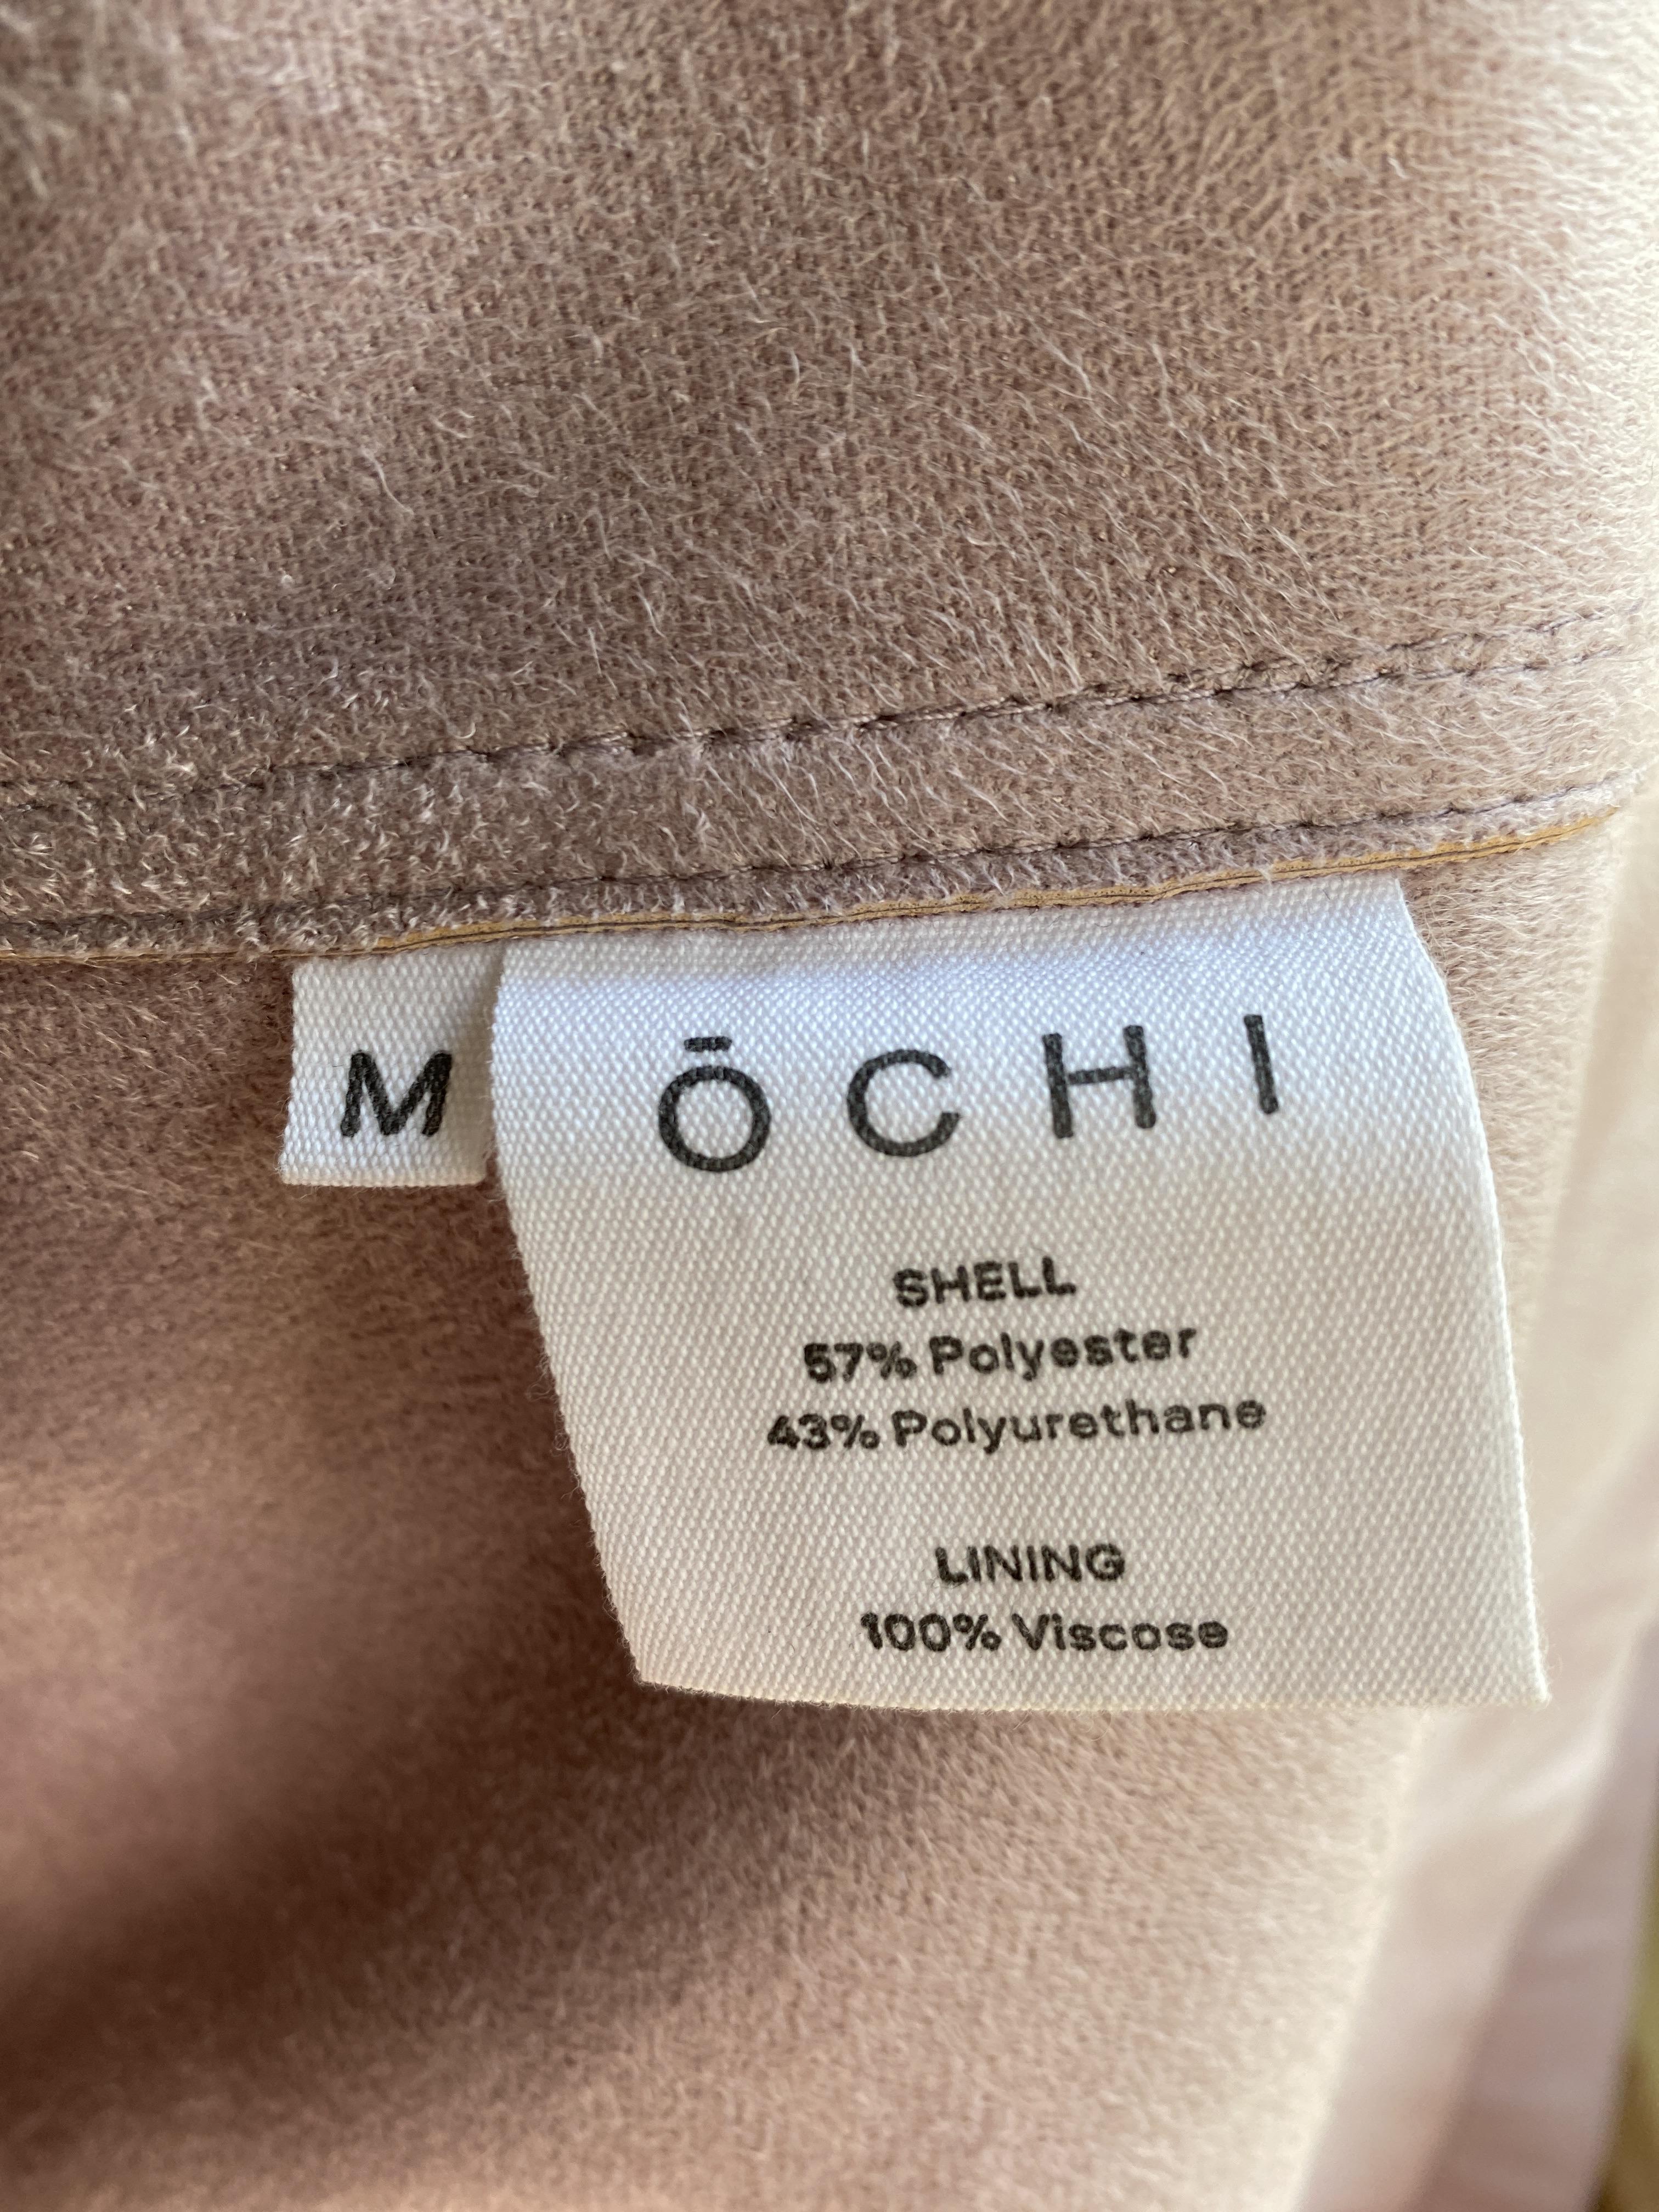 M
ŌCHI
SHELL
57% Polyester
43% Polyurethane
LINING
100% Viscose